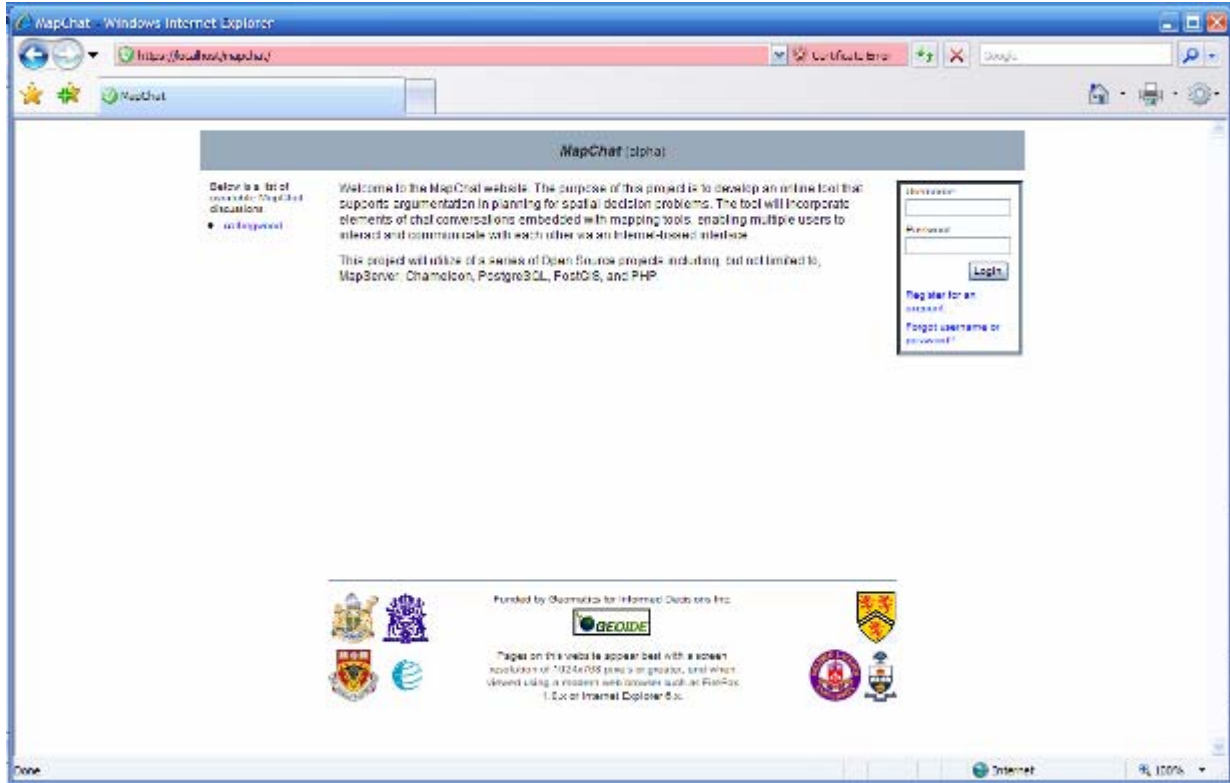 MapChat - Windows Internet Explorer
https://localhost/mapchat/
Certificate Error
Google
MapChat
MapChat (alpha)
Below is a list of
available MapChat
discussions
collingwood
Welcome to the MapChat website. The purpose of this project is to develop an online tool that
supports argumentation in planning for spatial decision problems. The tool will incorporate
elements of chat conversations embedded with mapping tools, enabling multiple users to
interact and communicate with each other via an Internet-based interface.
This project will utilize of a series of Open Source projects including, but not limited to,
MapServer, Chameleon, PostgreSQL, PostGIS, and PHP.
Username
Password
Login
Register for an
account
Forgot username or
password?
Funded by Geomatics for Informed Decisions Inc.
GEOIDE
Pages on this website appear best with a screen
resolution of 1024x768 pixels or greater, and when
viewed using a modern web browser such as FireFox
1.0.x or Internet Explorer 6.x.
Done
Internet
100%